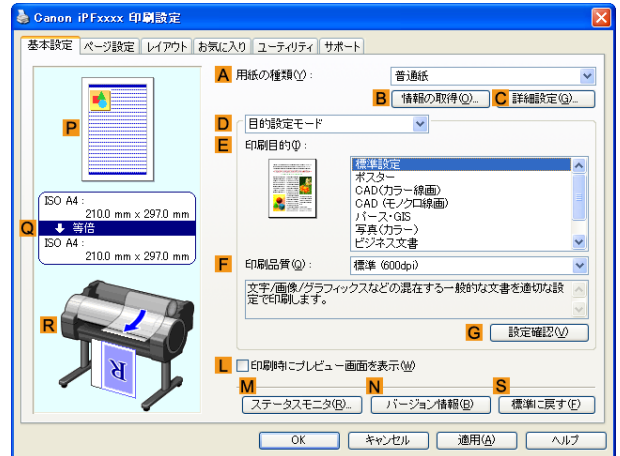 Canon iPFxxxx 印刷設定
基本設定 ページ設定 レイアウト お気に入り ユーティリティ サポート
A 用紙の種類(Y): 普通紙
B 情報の取得(O)... C 詳細設定(G)...
P
D 目的設定モード
E 印刷目的(I):
標準設定
ポスター
CAD(カラー線画)
CAD (モノクロ線画)
パース・GIS
写真(カラー)
ビジネス文書
ISO A4 :
210.0 mm x 297.0 mm
Q 等倍
ISO A4 :
210.0 mm x 297.0 mm
F 印刷品質(Q): 標準 (600dpi)
文字/画像/グラフィックスなどの混在する一般的な文書を適切な設
定で印刷します。
R
R
G 設定確認(V)
L 印刷時にプレビュー画面を表示(W)
M N S
ステータスモニタ(R)... バージョン情報(B) 標準に戻す(F)
OK キャンセル 適用(A) ヘルプ